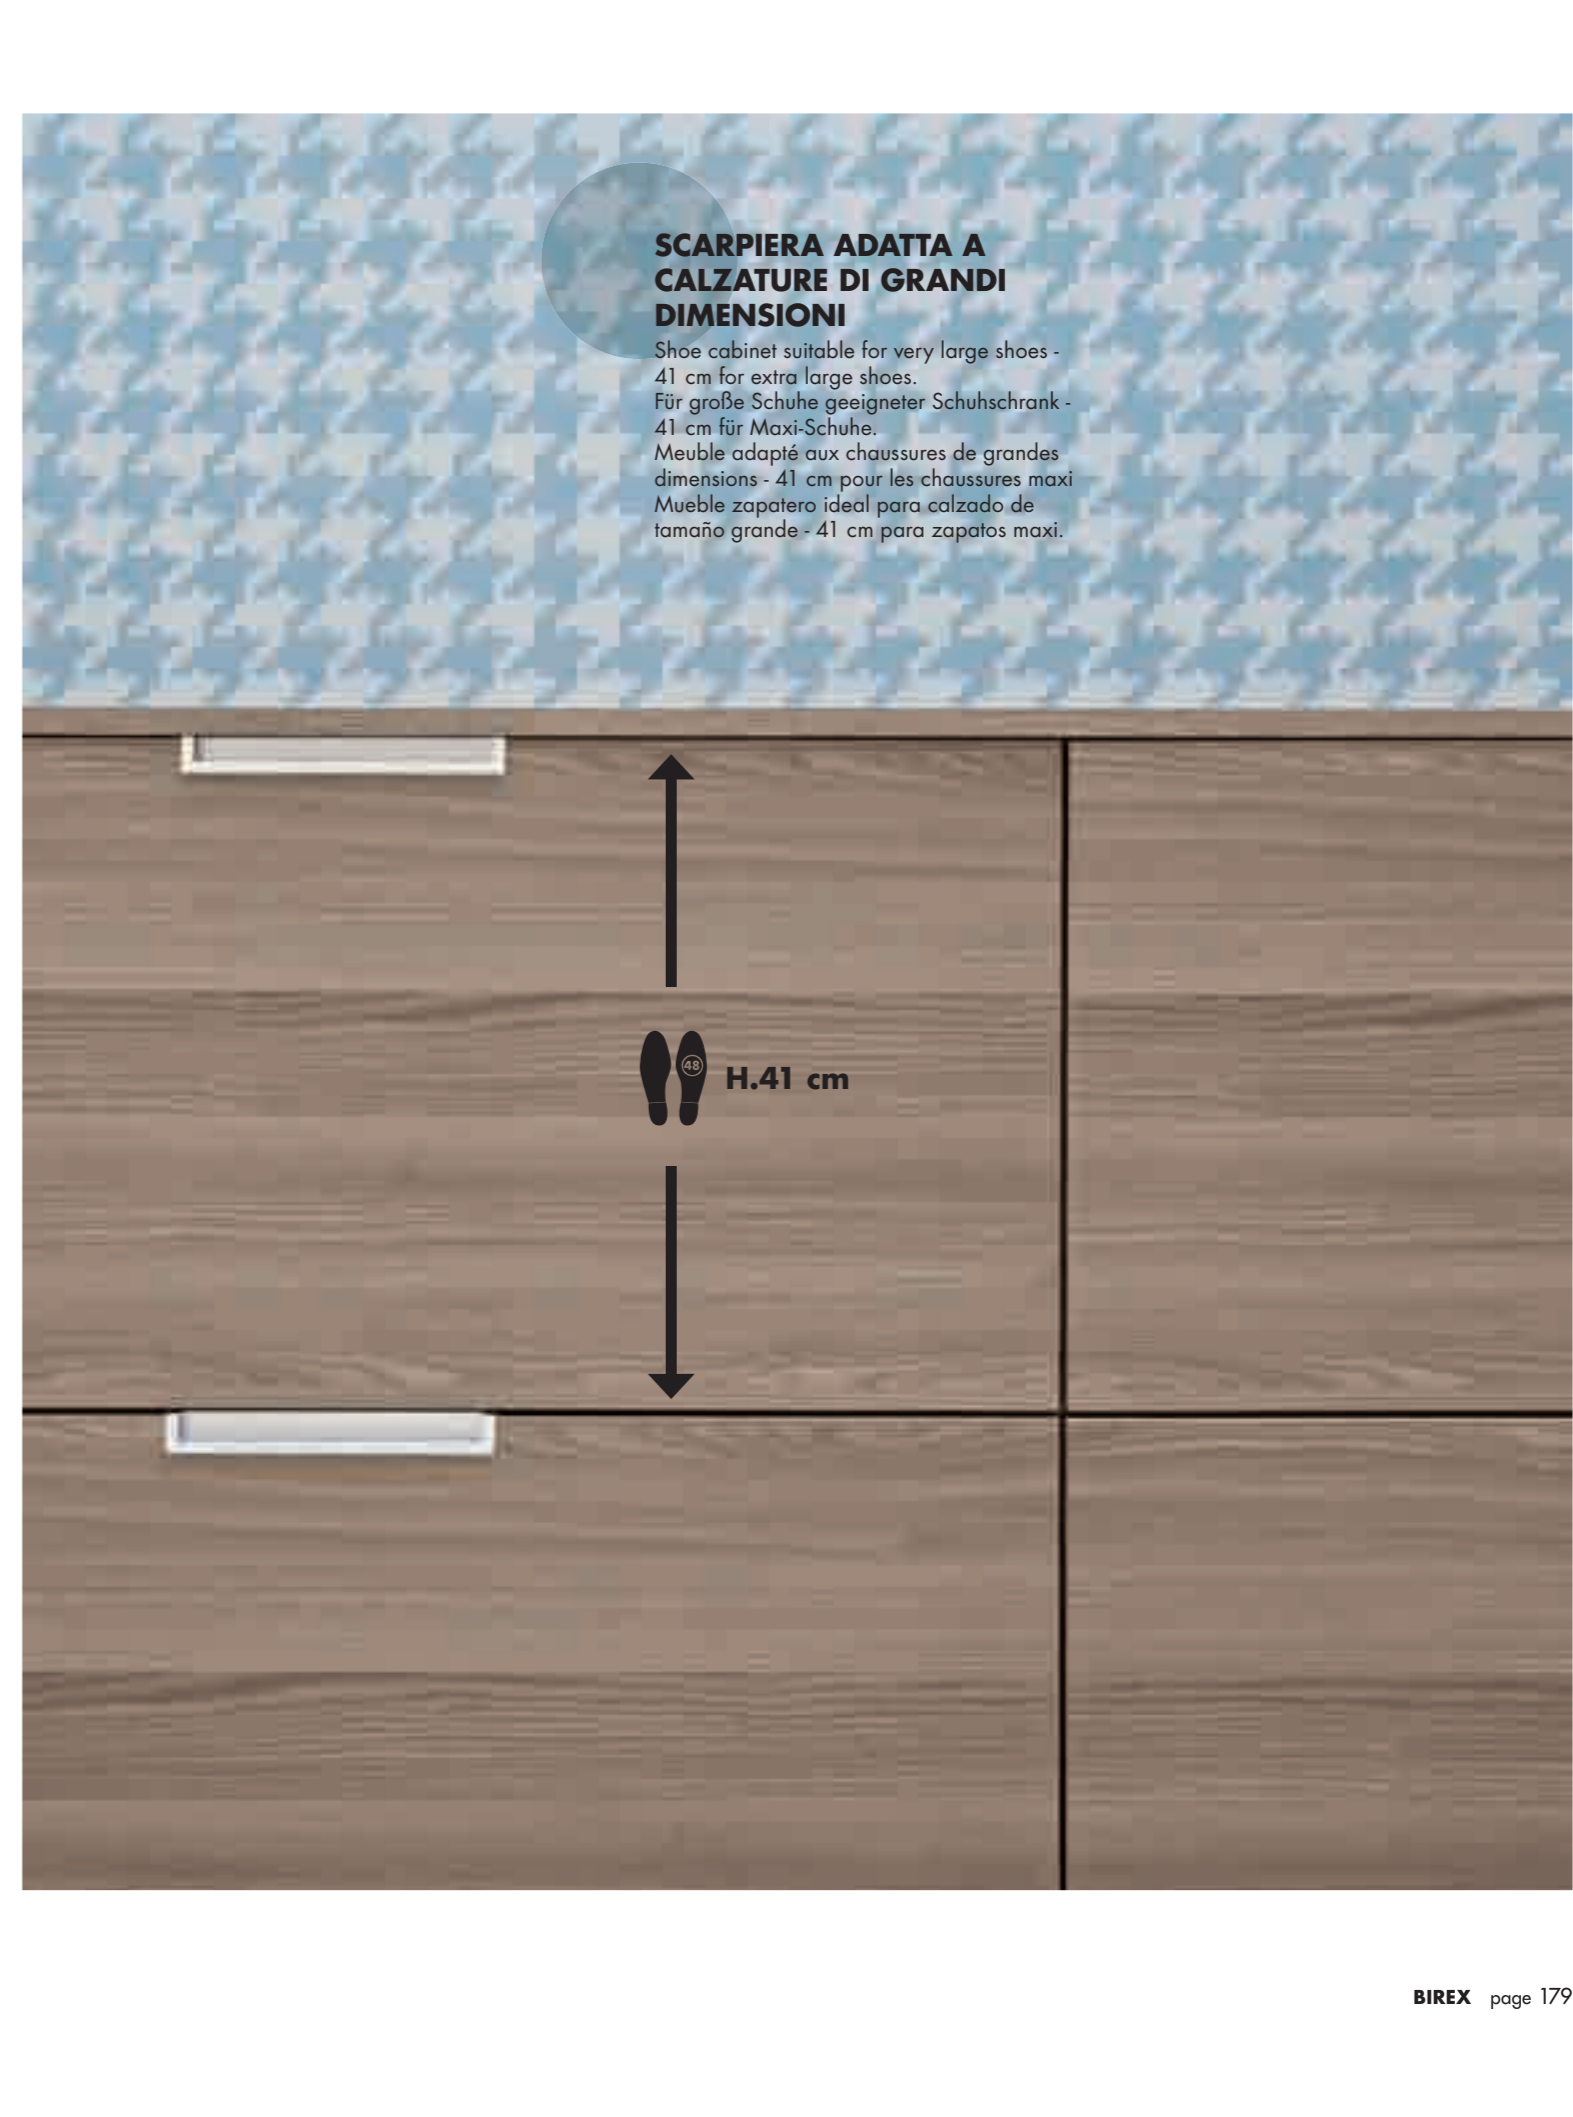 SCARPIERA ADATTA A
CALZATURE DI GRANDI
DIMENSIONI
Shoe cabinet suitable for very large shoes -
41 cm for extra large shoes.
Für große Schuhe geeigneter Schuhschrank -
41 cm für Maxi-Schuhe.
Meuble adapté aux chaussures de grandes
dimensions - 41 cm pour les chaussures maxi
Mueble zapatero ideal para calzado de
tamaño grande - 41 cm para zapatos maxi.
48
H.41 cm
BIREX page 179